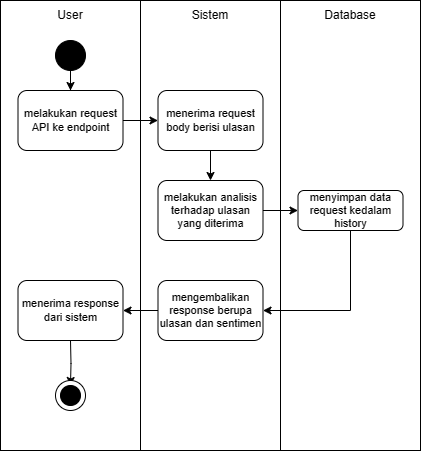 User
Sistem
Database
melakukan request
API ke endpoint
menerima request
body berisi ulasan
melakukan analisis
terhadap ulasan
yang diterima
menyimpan data
request kedalam
history
mengembalikan
response berupa
ulasan dan sentimen
menerima response
dari sistem